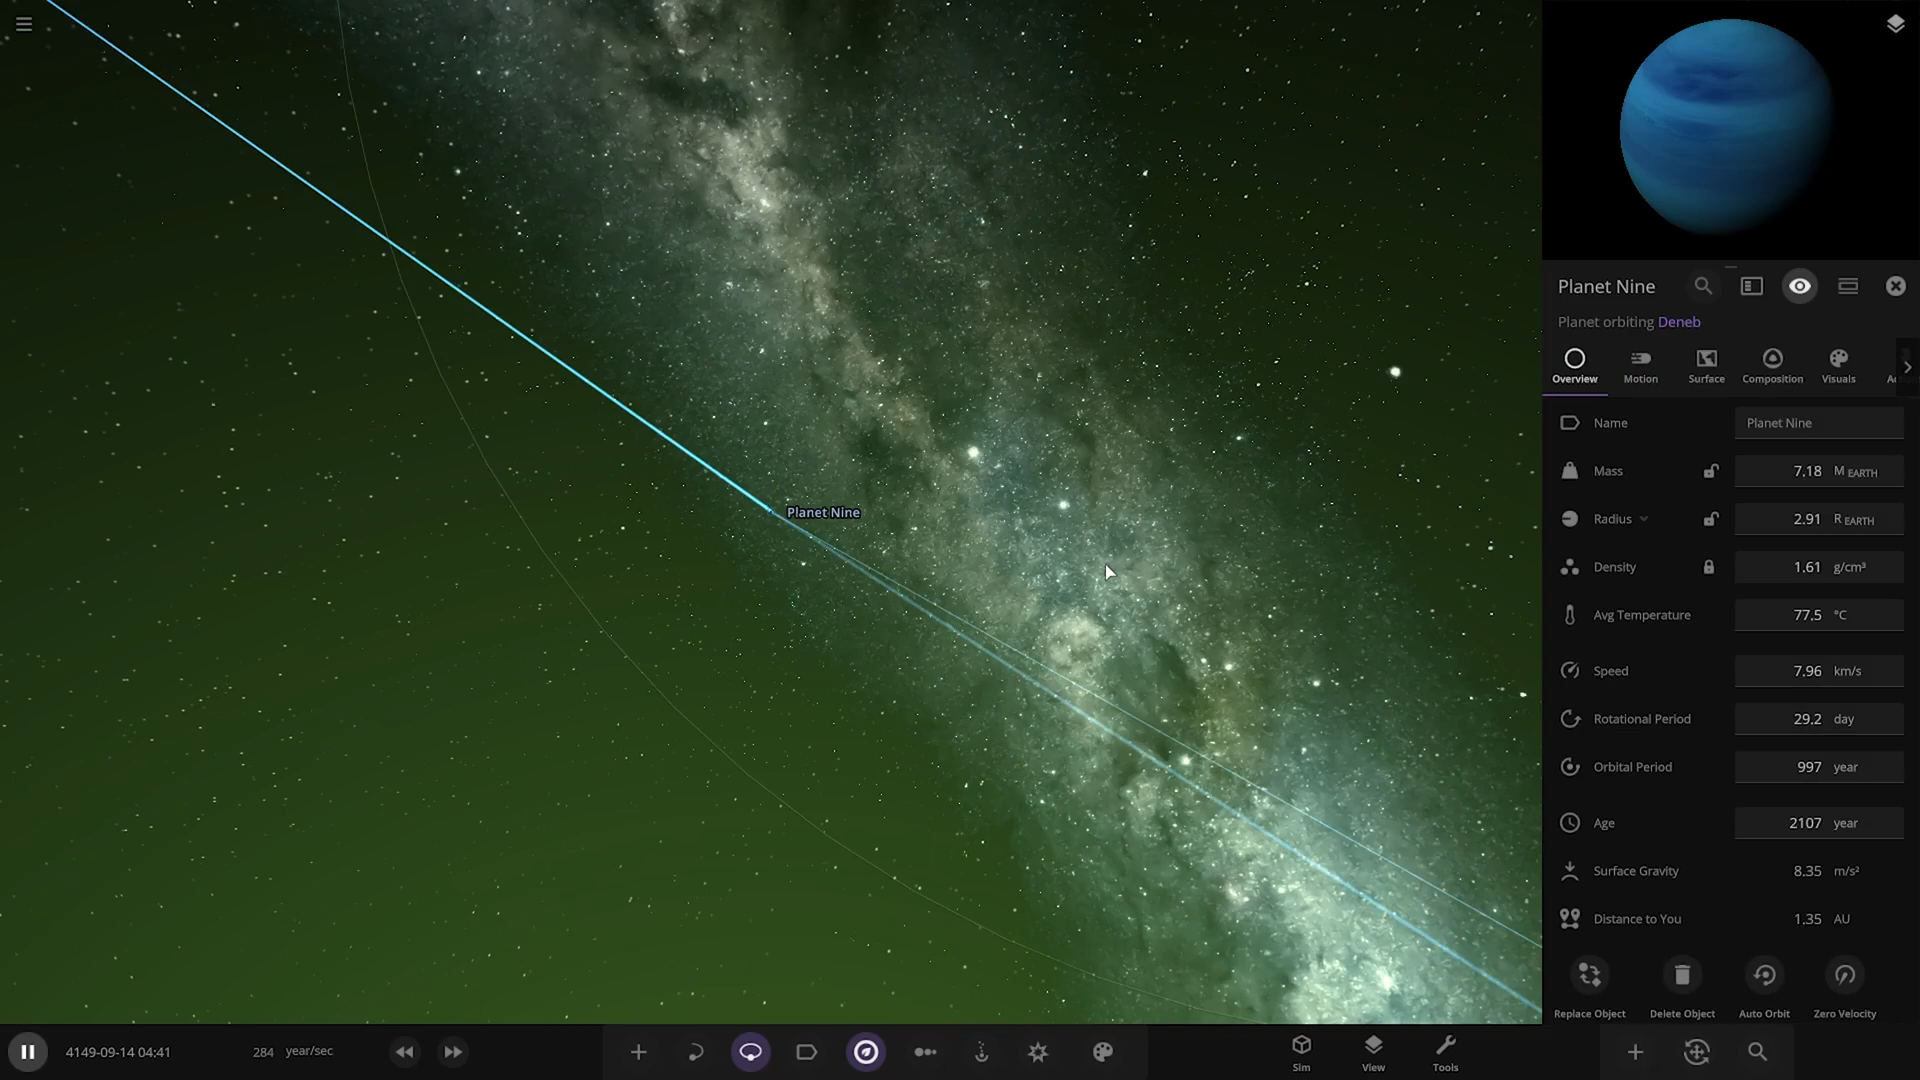 Planet Nine
Planet Nine
Planet orbiting Deneb
Overview
Motion
Surface
Composition
Visuals
Name
Planet Nine
Mass
7.18 M EARTH
Radius
2.91 R EARTH
Density
1.61 g/cm³
Avg Temperature
77.5 °C
Speed
7.96 km/s
Rotational Period
29.2 day
Orbital Period
997 year
Age
2107 year
Surface Gravity
8.35 m/s²
Distance to You
1.35 AU
Replace Object
Delete Object
Auto Orbit
Zero Velocity
4149-09-14 04:41
284 year/sec
Sim
View
Tools